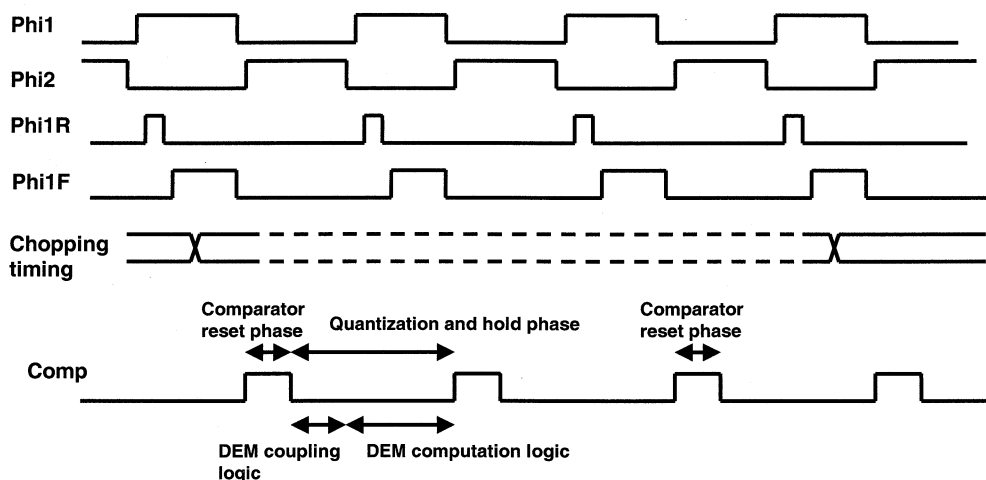 Phi1
Phi2
Phi1R
Phi1F
Chopping
timing
Comparator
reset phase
Quantization and hold phase
Comparator
reset phase
Comp
DEM coupling
logic
DEM computation logic